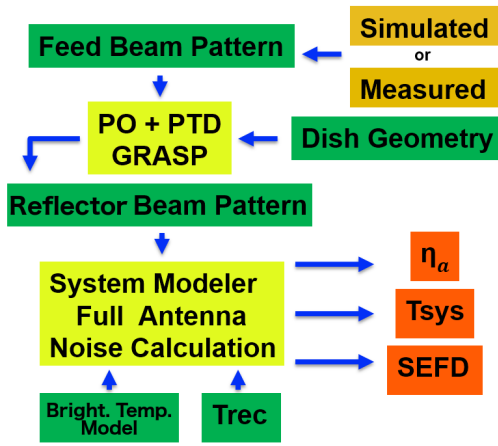 Feed Beam Pattern
Simulated
or
Measured
PO + PTD
GRASP
Dish Geometry
Reflector Beam Pattern
System Modeler
Full Antenna
Noise Calculation
ηa
Tsys
SEFD
Bright. Temp.
Model
Trec